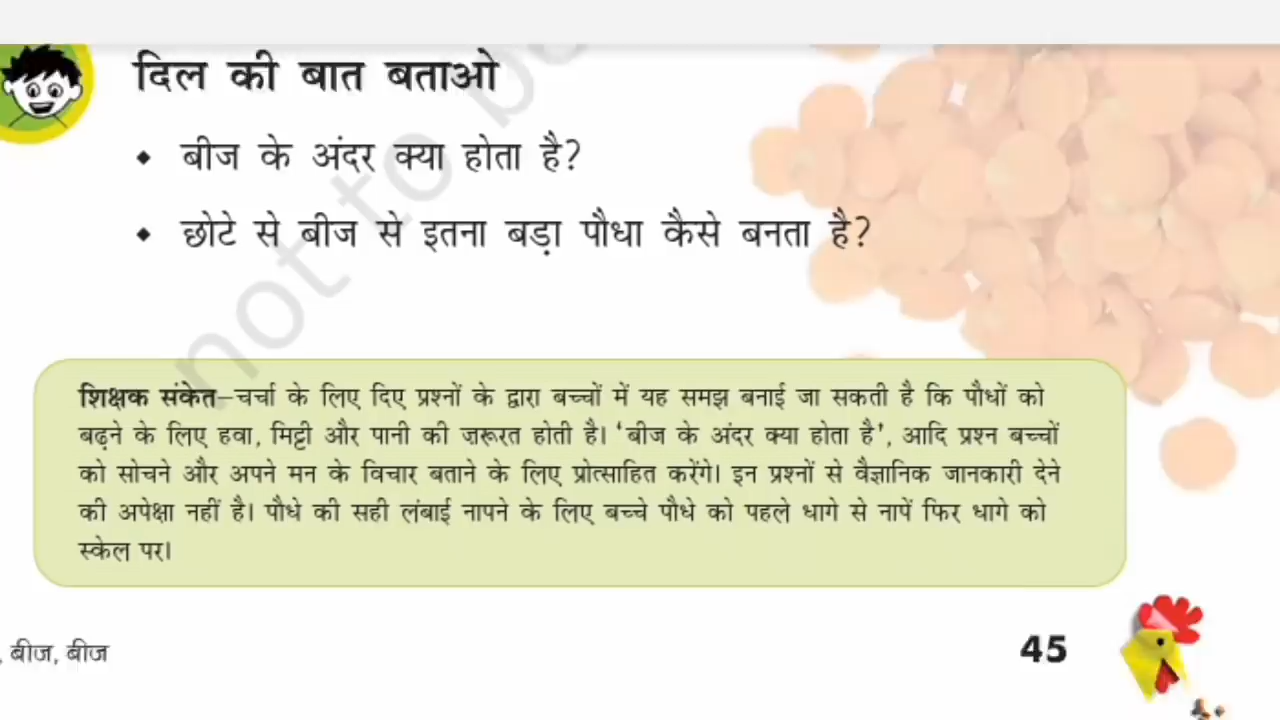 दिल की बात बताओ
• बीज के अंदर क्या होता है?
• छोटे से बीज से इतना बड़ा पौधा कैसे बनता है?
not to b
शिक्षक संकेत–चर्चा के लिए दिए प्रश्नों के द्वारा बच्चों में यह समझ बनाई जा सकती है कि पौधों को
बढ़ने के लिए हवा, मिट्टी और पानी की ज़रूरत होती है। ‘बीज के अंदर क्या होता है’, आदि प्रश्न बच्चों
को सोचने और अपने मन के विचार बताने के लिए प्रोत्साहित करेंगे। इन प्रश्नों से वैज्ञानिक जानकारी देने
की अपेक्षा नहीं है। पौधे की सही लंबाई नापने के लिए बच्चे पौधे को पहले धागे से नापें फिर धागे को
स्केल पर।
, बीज, बीज
45